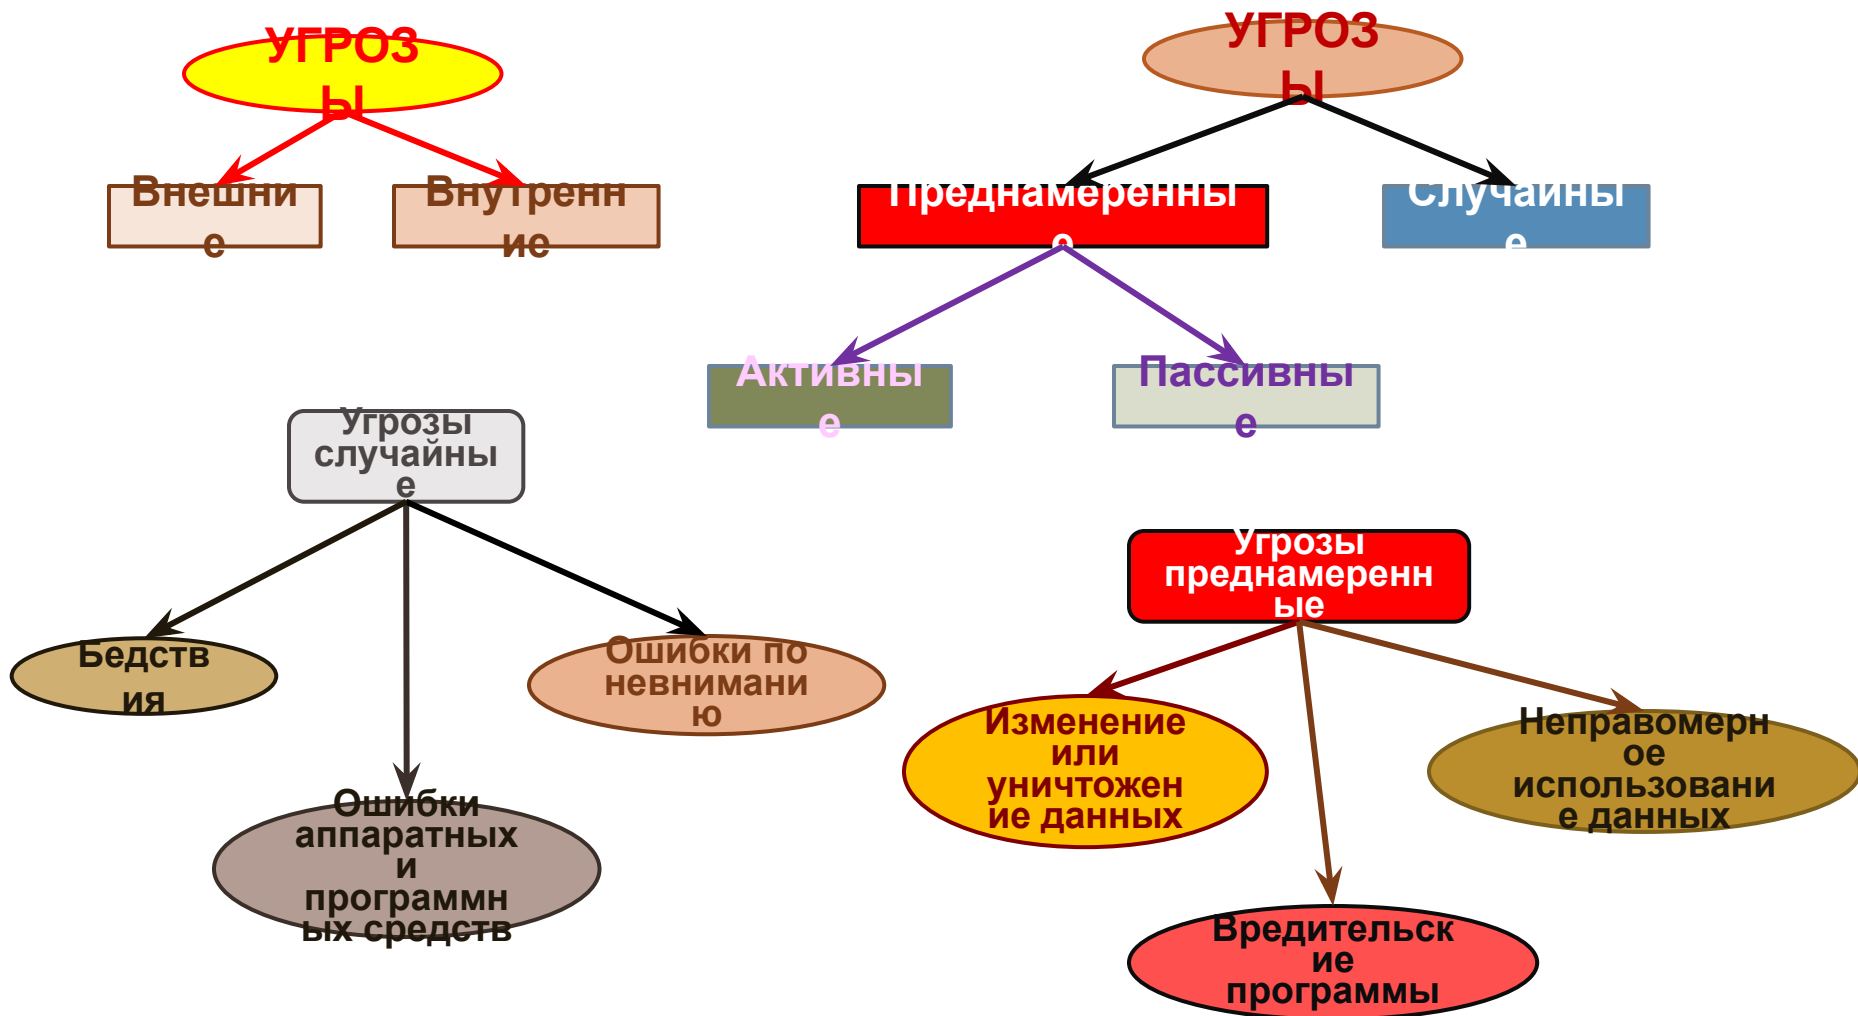 УГРОЗ
Ы
Внешни
е
Внутренн
ие
УГРОЗ
Ы
Преднамеренны
е
Случайны
е
Активны
е
Пассивны
е
Угрозы
случайны
е
Бедств
ия
Ошибки по
невнимани
ю
Ошибки
аппаратных
и
программн
ых средств
Угрозы
преднамеренн
ые
Изменение
или
уничтожен
ие данных
Неправомерн
ое
использовани
е данных
Вредительск
ие
программы